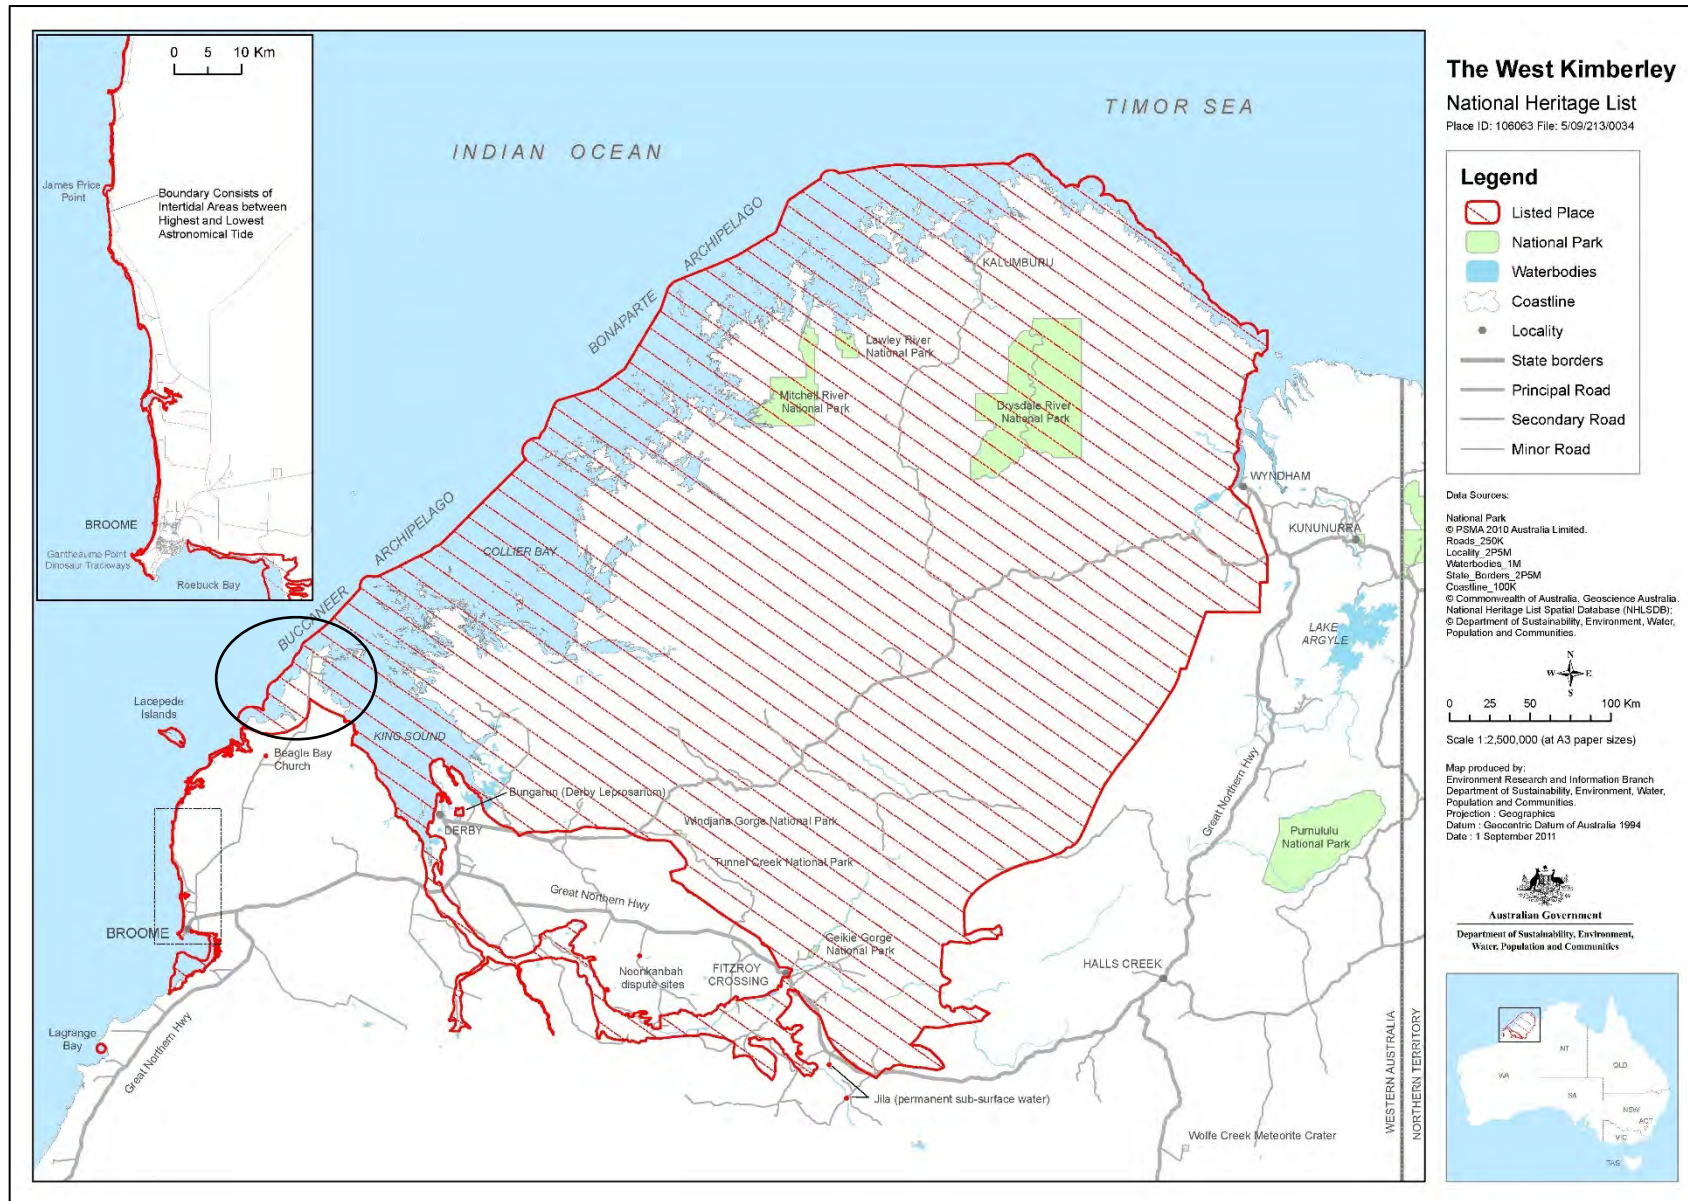 0 5 10 Km
James Price
Point
Boundary Consists of
Intertidal Areas between
Highest and Lowest
Astronomical Tide
BROOME
Gantheaume Point
Dinosaur Trackways
Roebuck Bay
INDIAN OCEAN
TIMOR SEA
BONAPARTE ARCHIPELAGO
BUCCANEER ARCHIPELAGO
KALUMBURU
Lawley River
National Park
Mitchell River
National Park
Drysdale River
National Park
COLLIER BAY
WYNDHAM
KUNUNURRA
LAKE
ARGYLE
Lacepede
Islands
KING SOUND
Beagle Bay
Church
Bungarun (Derby Leprosarium)
DERBY
Windjana Gorge National Park
Tunnel Creek National Park
Great Northern Hwy
Purnululu
National Park
Great Northern Hwy
BROOME
Geikie Gorge
National Park
Noonkanbah
dispute sites
FITZROY
CROSSING
HALLS CREEK
Lagrange
Bay
Great Northern Hwy
Jila (permanent sub-surface water)
Wolfe Creek Meteorite Crater
WESTERN AUSTRALIA
NORTHERN TERRITORY
The West Kimberley
National Heritage List
Place ID: 106063 File: 5/09/213/0034
Legend
Listed Place
National Park
Waterbodies
Coastline
Locality
State borders
Principal Road
Secondary Road
Minor Road
Data Sources:
National Park
© PSMA 2010 Australia Limited.
Roads_250K
Locality_2P5M
Waterbodies_1M
State_Borders_2P5M
Coastline_100K
© Commonwealth of Australia, Geoscience Australia.
National Heritage List Spatial Database (NHLSDB);
© Department of Sustainability, Environment, Water,
Population and Communities.
N
W E
S
0 25 50 100 Km
Scale 1:2,500,000 (at A3 paper sizes)
Map produced by:
Environment Research and Information Branch
Department of Sustainability, Environment, Water,
Population and Communities.
Projection : Geographics
Datum : Geocentric Datum of Australia 1994
Date : 1 September 2011
Australian Government
Department of Sustainability, Environment,
Water, Population and Communities
WA
NT
QLD
SA
NSW
ACT
VIC
TAS